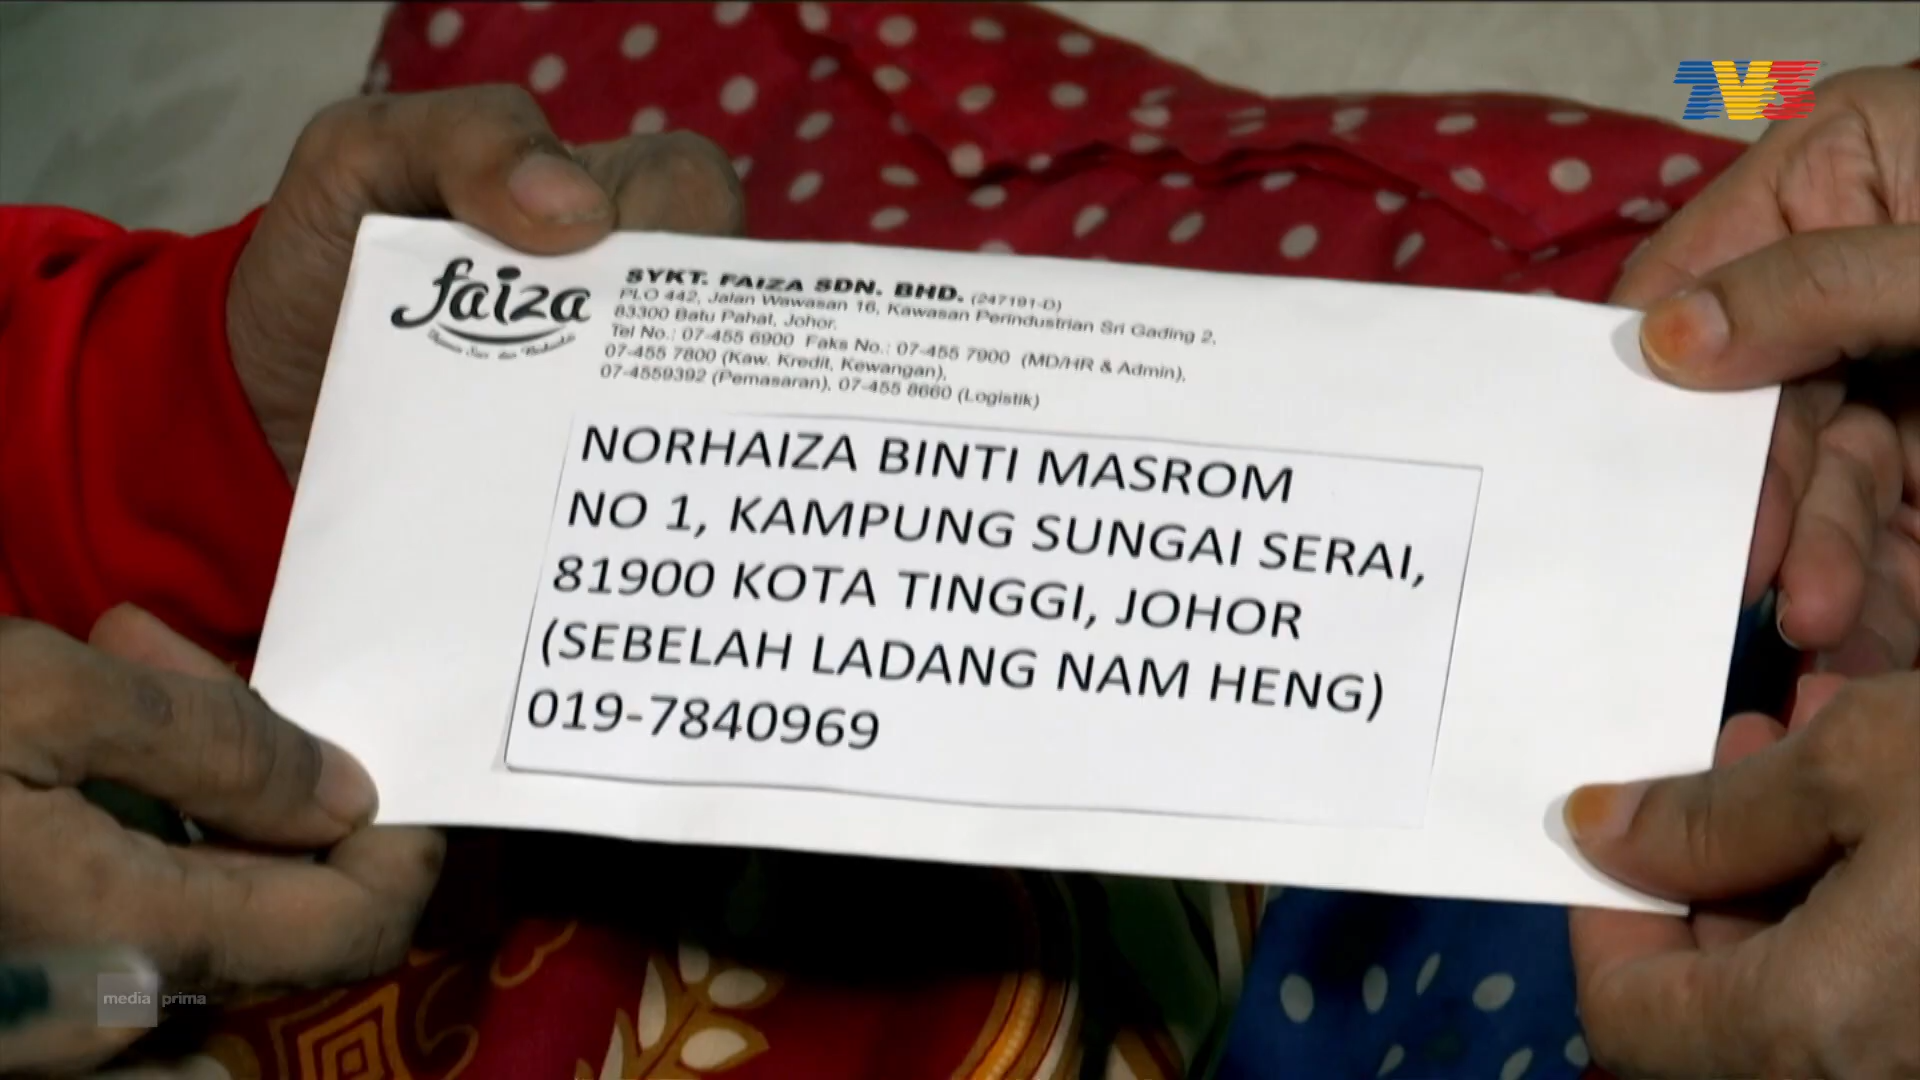 TV3
faiza
SYKT. FAIZA SDN. BHD. (247191-D)
PLO 442, Jalan Wawasan 16, Kawasan Perindustrian Sri Gading 2,
83300 Batu Pahat, Johor.
Tel No.: 07-455 6900 Faks No.: 07-455 7900 (MD/HR & Admin),
07-455 7800 (Kaw. Kredit, Kewangan),
07-4559392 (Pemasaran), 07-455 8660 (Logistik)
NORHAIZA BINTI MASROM
NO 1, KAMPUNG SUNGAI SERAI,
81900 KOTA TINGGI, JOHOR
(SEBELAH LADANG NAM HENG)
019-7840969
media prima